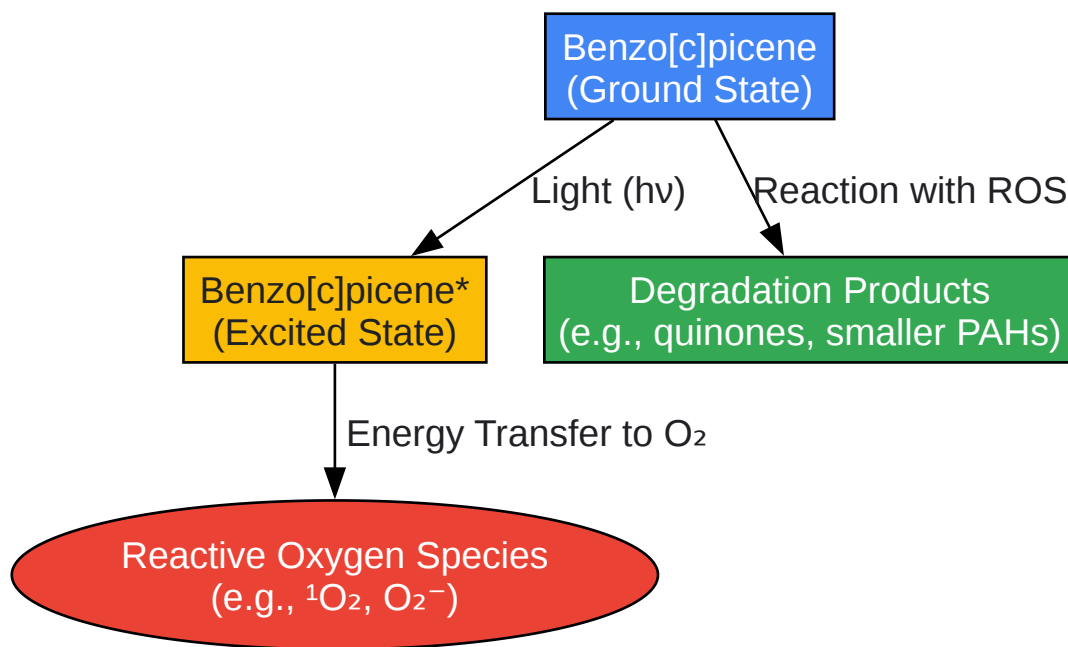 Benzo[c]picene
(Ground State)
Light (hν)
Reaction with ROS
Benzo[c]picene*
(Excited State)
Degradation Products
(e.g., quinones, smaller PAHs)
Energy Transfer to O₂
Reactive Oxygen Species
(e.g., ¹O₂, O₂⁻)